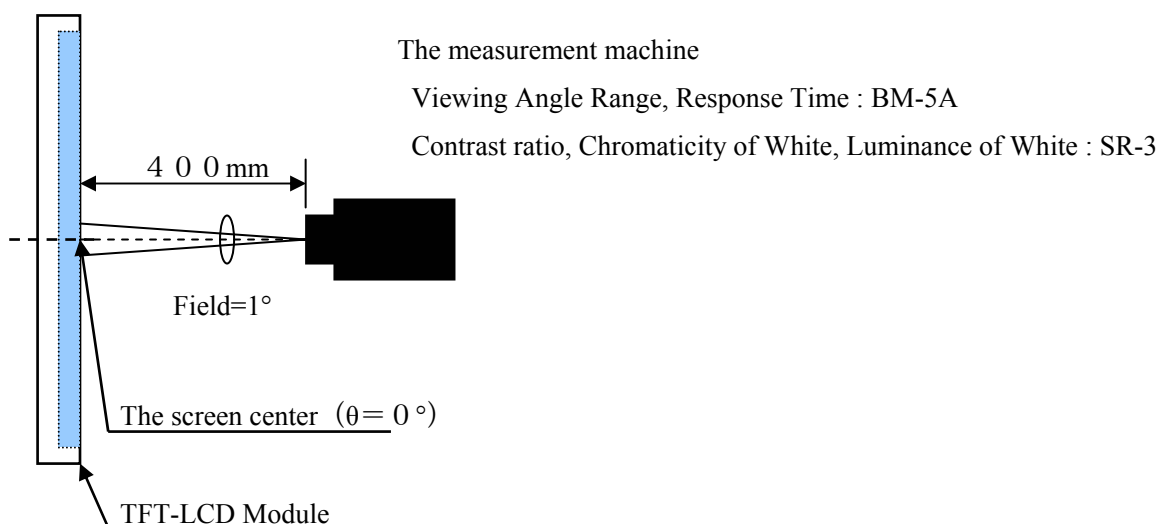 The measurement machine
Viewing Angle Range, Response Time : BM-5A
Contrast ratio, Chromaticity of White, Luminance of White : SR-3
４００mm
Field=1°
The screen center（θ＝０°）
TFT-LCD Module